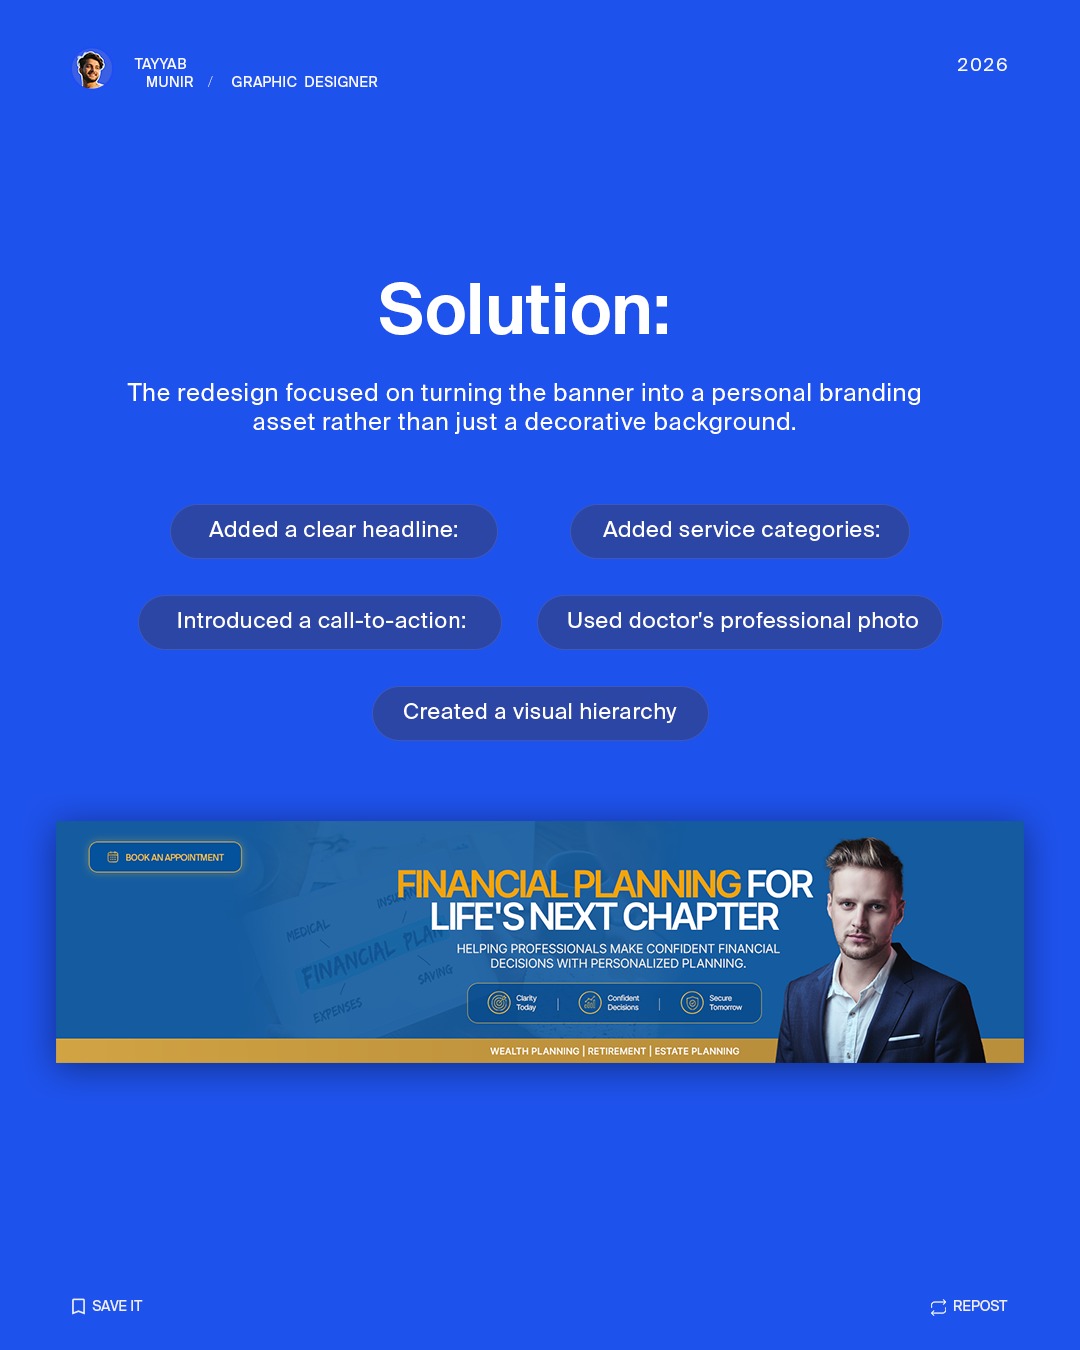 TAYYAB
MUNIR / GRAPHIC DESIGNER
2026
Solution:
The redesign focused on turning the banner into a personal branding
asset rather than just a decorative background.
Added a clear headline:
Added service categories:
Introduced a call-to-action:
Used doctor's professional photo
Created a visual hierarchy
BOOK AN APPOINTMENT
FINANCIAL PLANNING FOR
LIFE'S NEXT CHAPTER
HELPING PROFESSIONALS MAKE CONFIDENT FINANCIAL
DECISIONS WITH PERSONALIZED PLANNING.
MEDICAL
FINANCIAL PLAN
SAVING
EXPENSES
Clarity
Today
Confident
Decisions
Secure
Tomorrow
WEALTH PLANNING | RETIREMENT | ESTATE PLANNING
SAVE IT
REPOST